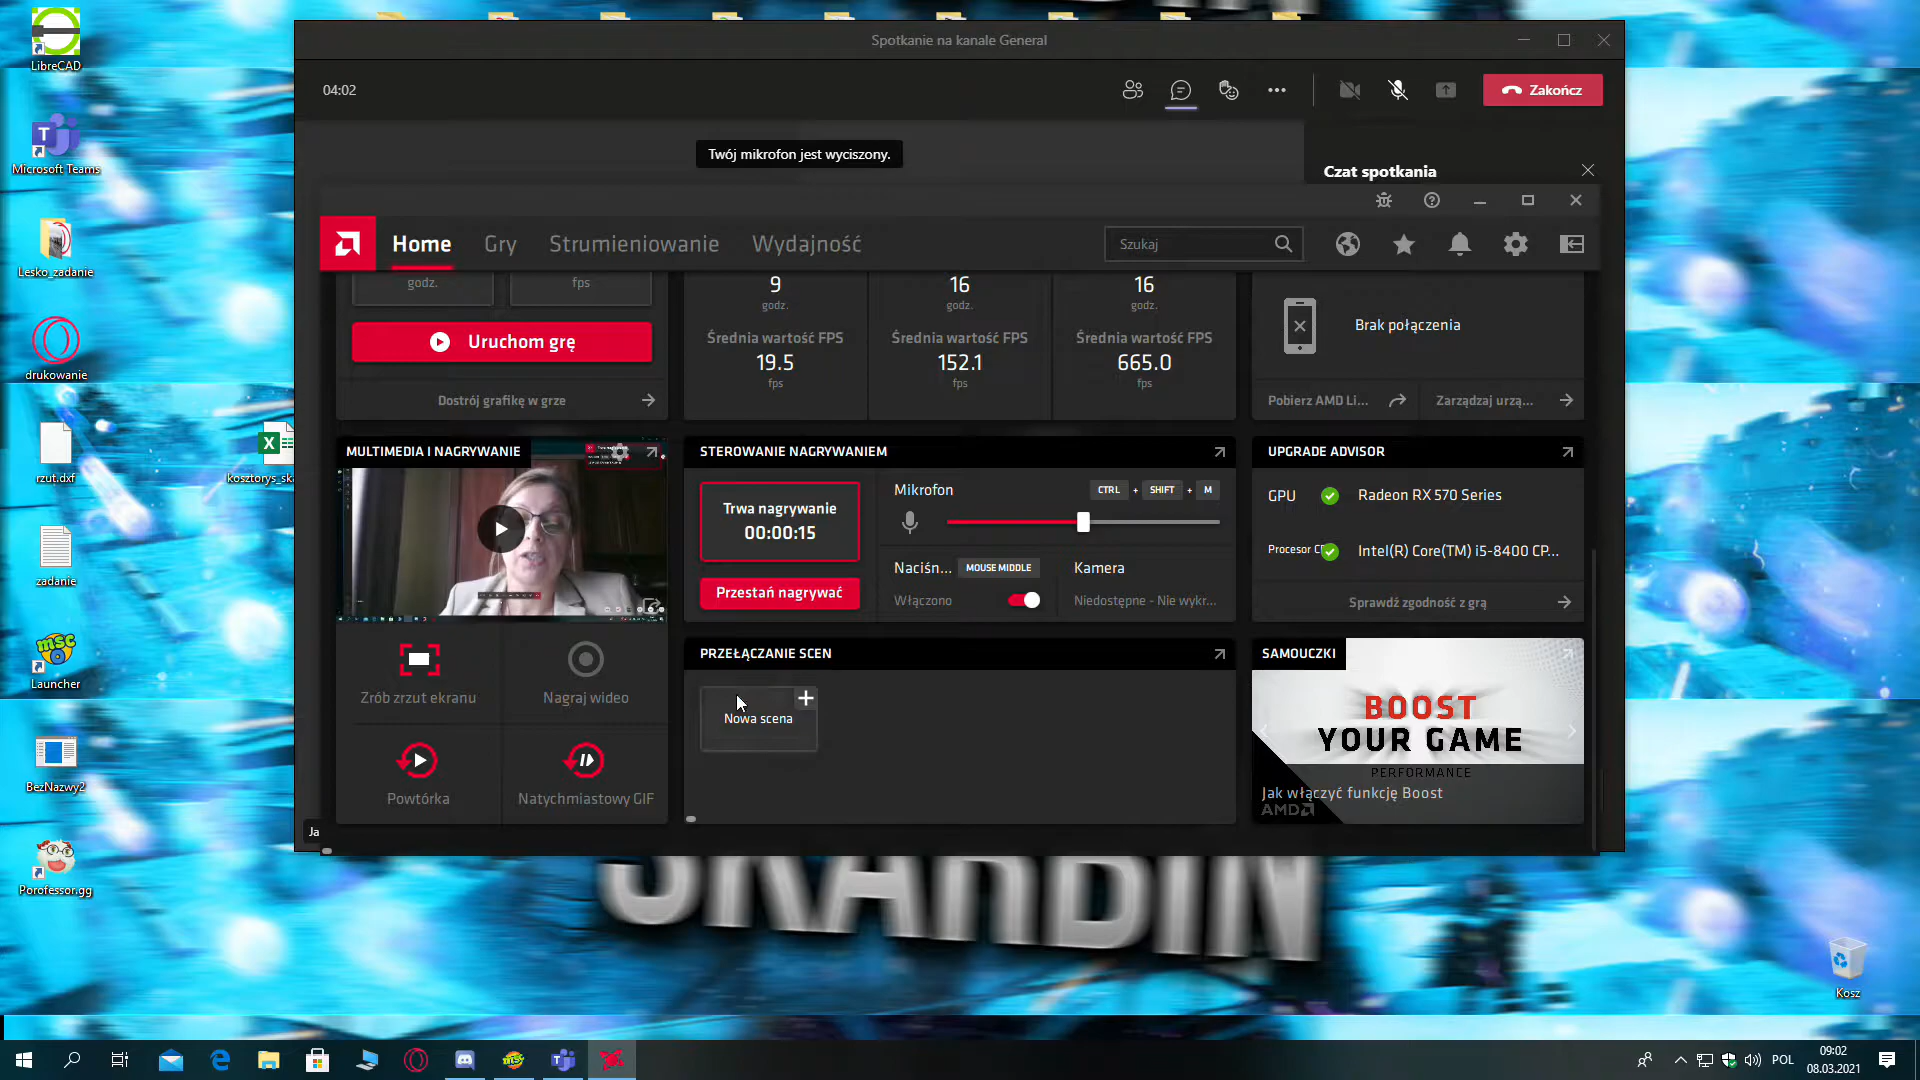 LibreCAD
Microsoft Teams
Lesko_zadanie
drukowanie
rzut.dxf
zadanie
Launcher
BezNazwy2
Porofessor.gg
Kosz
Spotkanie na kanale General
04:02
Zakończ
Twój mikrofon jest wyciszony.
Czat spotkania
Home
Gry
Strumieniowanie
Wydajność
Szukaj
godz.
fps
Uruchom grę
Dostrój grafikę w grze
9
godz.
Średnia wartość FPS
19.5
fps
16
godz.
Średnia wartość FPS
152.1
fps
16
godz.
Średnia wartość FPS
665.0
fps
Brak połączenia
Pobierz AMD Li...
Zarządzaj urzą...
MULTIMEDIA I NAGRYWANIE
Zrób zrzut ekranu
Nagraj wideo
Powtórka
Natychmiastowy GIF
STEROWANIE NAGRYWANIEM
Trwa nagrywanie
00:00:15
Przestań nagrywać
Mikrofon
CTRL + SHIFT + M
Naciśn... MOUSE MIDDLE
Włączono
Kamera
Niedostępne - Nie wykr...
UPGRADE ADVISOR
GPU Radeon RX 570 Series
Intel(R) Core(TM) i5-8400 CP...
Procesor
Sprawdź zgodność z grą
PRZEŁĄCZANIE SCEN
Nowa scena
SAMOUCZKI
BOOST
YOUR GAME
PERFORMANCE
Jak włączyć funkcję Boost
AMD
Ja
SKARBIN
POL
09:02
08.03.2021